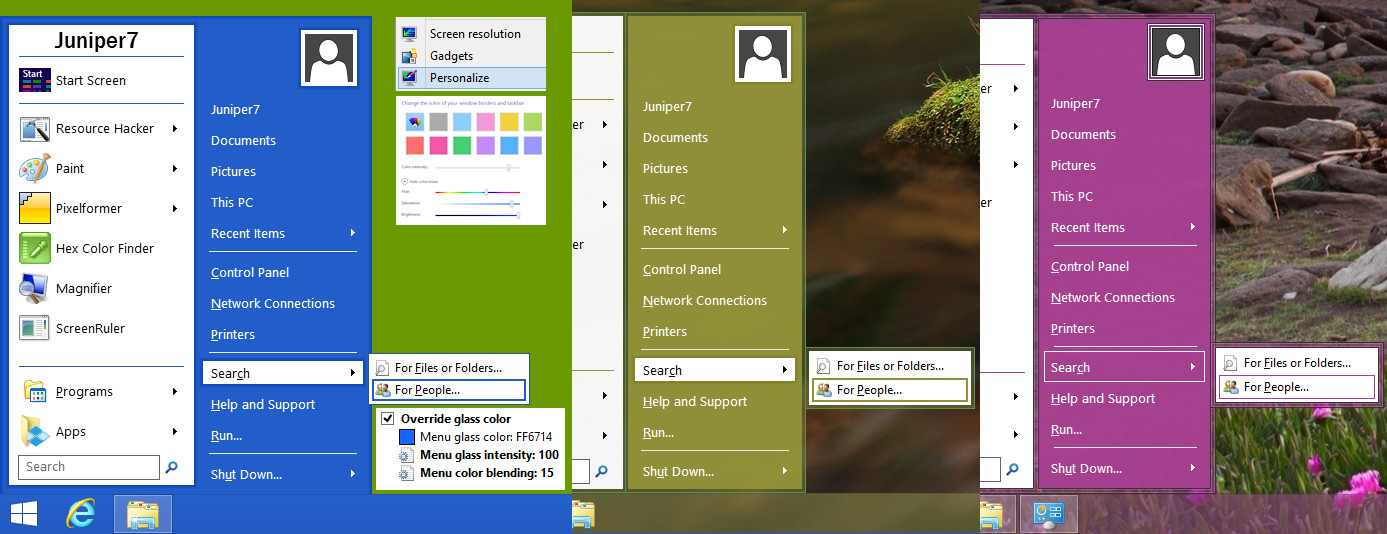 Juniper7
Start
Start Screen
Resource Hacker
Paint
Pixelformer
Hex Color Finder
Magnifier
ScreenRuler
Programs
Apps
Search
Juniper7
Documents
Pictures
This PC
Recent Items
Control Panel
Network Connections
Printers
Search
Help and Support
Run...
Shut Down...
Screen resolution
Gadgets
Personalize
Change the color of your window borders and taskbar
Color intensity:
Hide color mixer
Hue:
Saturation:
Brightness:
For Files or Folders...
For People...
Override glass color
Menu glass color: FF6714
Menu glass intensity: 100
Menu color blending: 15
er
er
Juniper7
Documents
Pictures
This PC
Recent Items
Control Panel
Network Connections
Printers
Search
Help and Support
Run...
Shut Down...
For Files or Folders...
For People...
er
er
Juniper7
Documents
Pictures
This PC
Recent Items
Control Panel
Network Connections
Printers
Search
Help and Support
Run...
Shut Down...
For Files or Folders...
For People...